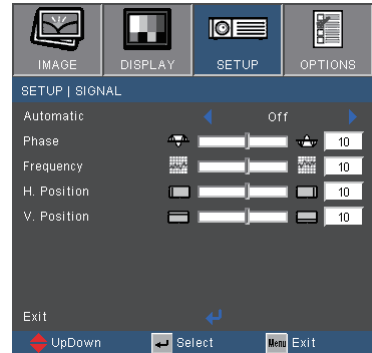 IMAGE DISPLAY SETUP OPTIONS
SETUP | SIGNAL
Automatic Off
Phase 10
Frequency 10
H. Position 10
V. Position 10
Exit
UpDown Select Menu Exit